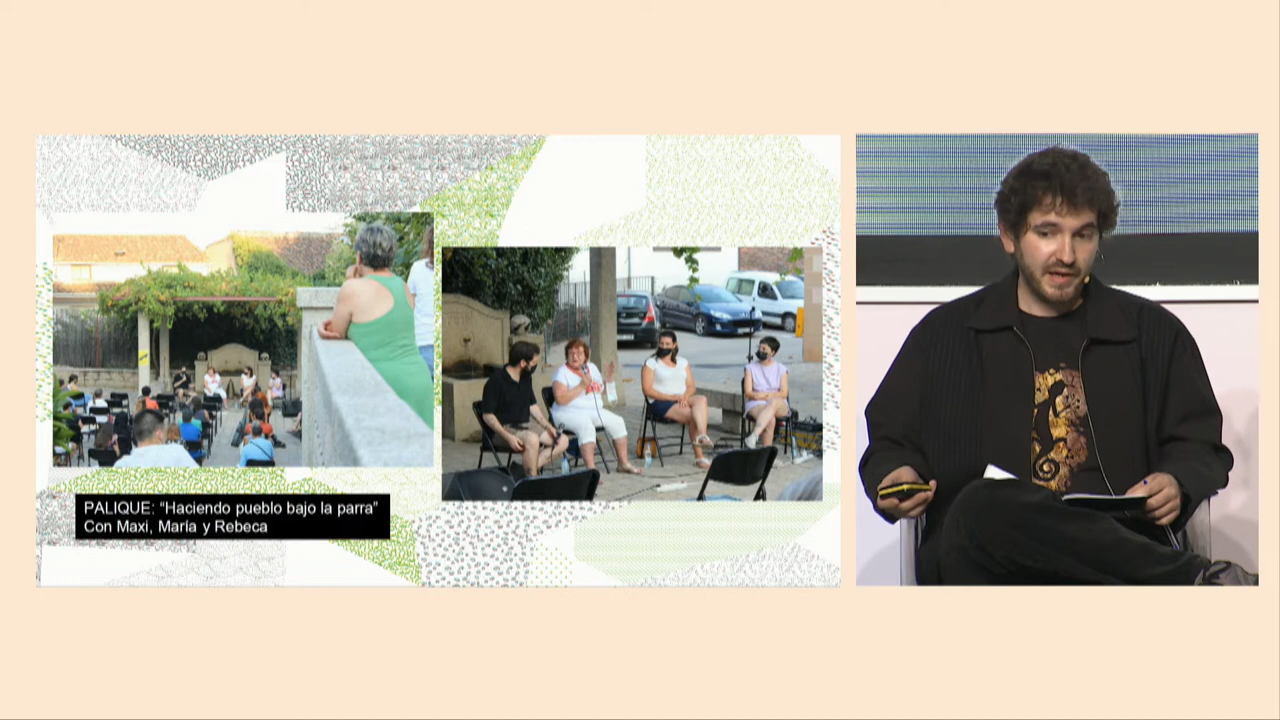 PALIQUE: “Haciendo pueblo bajo la parra”
Con Maxi, María y Rebeca